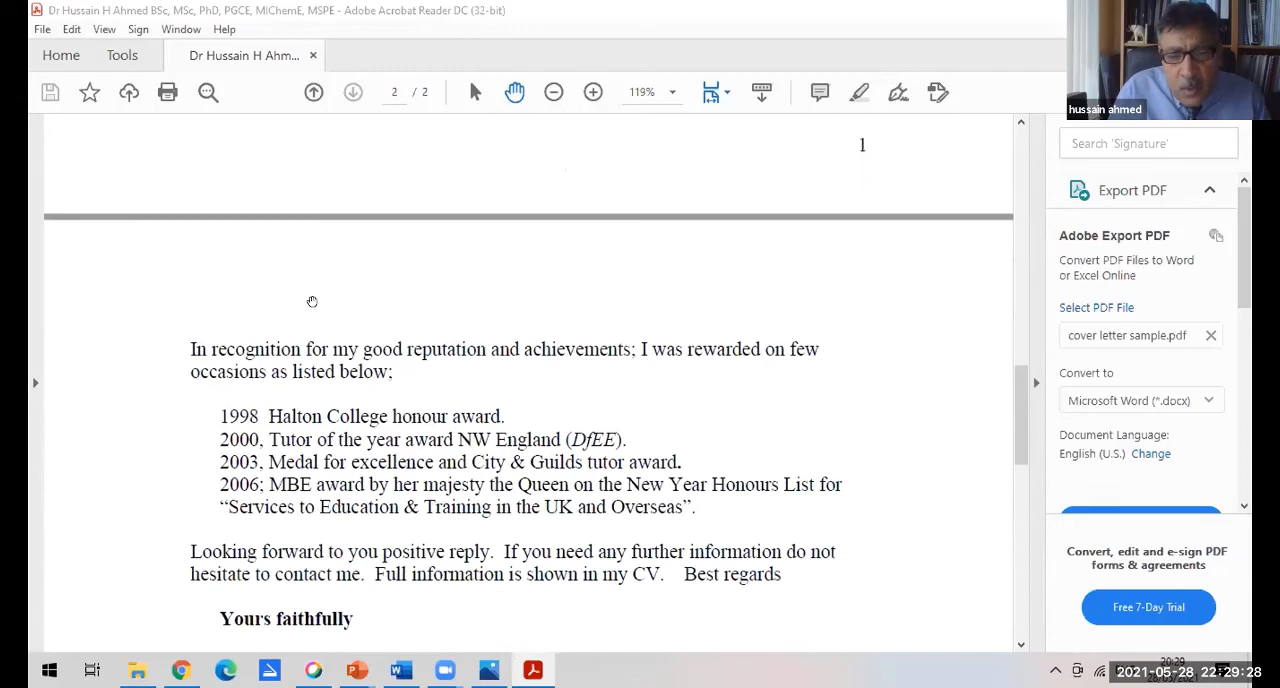 Dr Hussain H Ahmed BSc, MSc, PhD, PGCE, MIChemE, MSPE - Adobe Acrobat Reader DC (32-bit)
File Edit View Sign Window Help
Home Tools Dr Hussain H Ahm... ×
2 / 2 119%
hussain ahmed
1
In recognition for my good reputation and achievements; I was rewarded on few
occasions as listed below;
1998 Halton College honour award.
2000, Tutor of the year award NW England (DfEE).
2003, Medal for excellence and City & Guilds tutor award.
2006; MBE award by her majesty the Queen on the New Year Honours List for
“Services to Education & Training in the UK and Overseas”.
Looking forward to you positive reply. If you need any further information do not
hesitate to contact me. Full information is shown in my CV. Best regards
Yours faithfully
Search 'Signature'
Export PDF
Adobe Export PDF
Convert PDF Files to Word
or Excel Online
Select PDF File
cover letter sample.pdf
Convert to
Microsoft Word (*.docx)
Document Language:
English (U.S.) Change
Convert, edit and e-sign PDF
forms & agreements
Free 7-Day Trial
20:29
2021-05-28 22:29:28